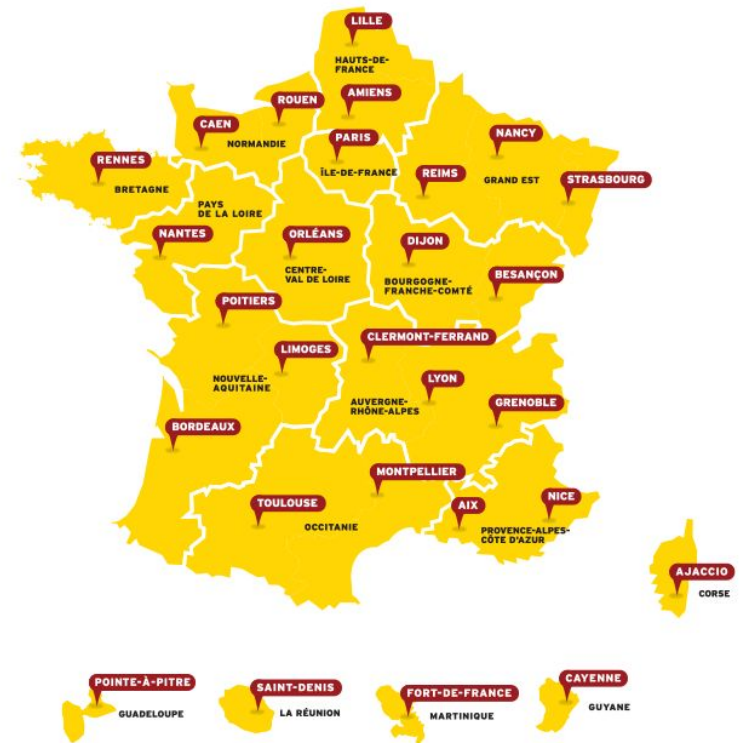 LILLE
HAUTS-DE-
FRANCE
AMIENS
ROUEN
CAEN
NORMANDIE
PARIS
ÎLE-DE-FRANCE
NANCY
REIMS
GRAND EST
STRASBOURG
RENNES
BRETAGNE
PAYS
DE LA LOIRE
NANTES
ORLÉANS
CENTRE-
VAL DE LOIRE
DIJON
BOURGOGNE-
FRANCHE-COMTÉ
BESANÇON
POITIERS
LIMOGES
NOUVELLE-
AQUITAINE
BORDEAUX
CLERMONT-FERRAND
LYON
AUVERGNE-
RHÔNE-ALPES
GRENOBLE
MONTPELLIER
TOULOUSE
OCCITANIE
AIX
NICE
PROVENCE-ALPES-
CÔTE D'AZUR
AJACCIO
CORSE
POINTE-À-PITRE
GUADELOUPE
SAINT-DENIS
LA RÉUNION
FORT-DE-FRANCE
MARTINIQUE
CAYENNE
GUYANE